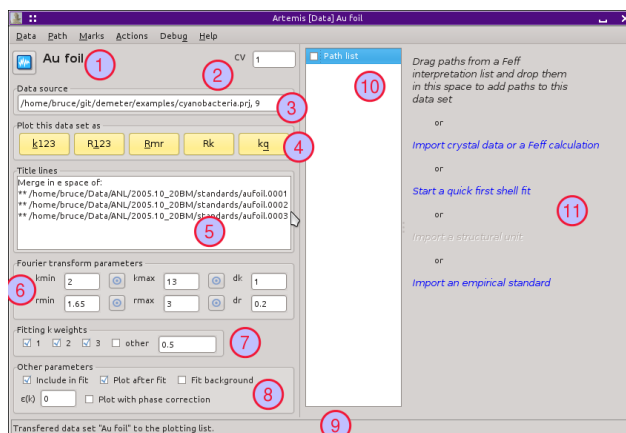 Artemis [Data] Au foil
Data Path Marks Actions Debug Help
Au foil
1
CV 1
2
Data source
/home/bruce/git/demeter/examples/cyanobacteria.prj, 9
3
Plot this data set as
k123 R123 Rmr Rk kq
4
Title lines
Merge in e space of:
** /home/bruce/Data/ANL/2005.10_20BM/standards/aufoil.0001
** /home/bruce/Data/ANL/2005.10_20BM/standards/aufoil.0002
** /home/bruce/Data/ANL/2005.10_20BM/standards/aufoil.0003
5
Fourier transform parameters
kmin 2 kmax 13 dk 1
6
rmin 1.65 rmax 3 dr 0.2
Fitting k weights
1 2 3 other 0.5
7
Other parameters
Include in fit Plot after fit Fit background
ε(k) 0 Plot with phase correction
8
Path list
10
Drag paths from a Feff
interpretation list and drop them
in this space to add paths to this
data set
or
Import crystal data or a Feff calculation
or
Start a quick first shell fit
11
or
Import a structural unit
or
Import an empirical standard
Transfered data set "Au foil" to the plotting list.
9